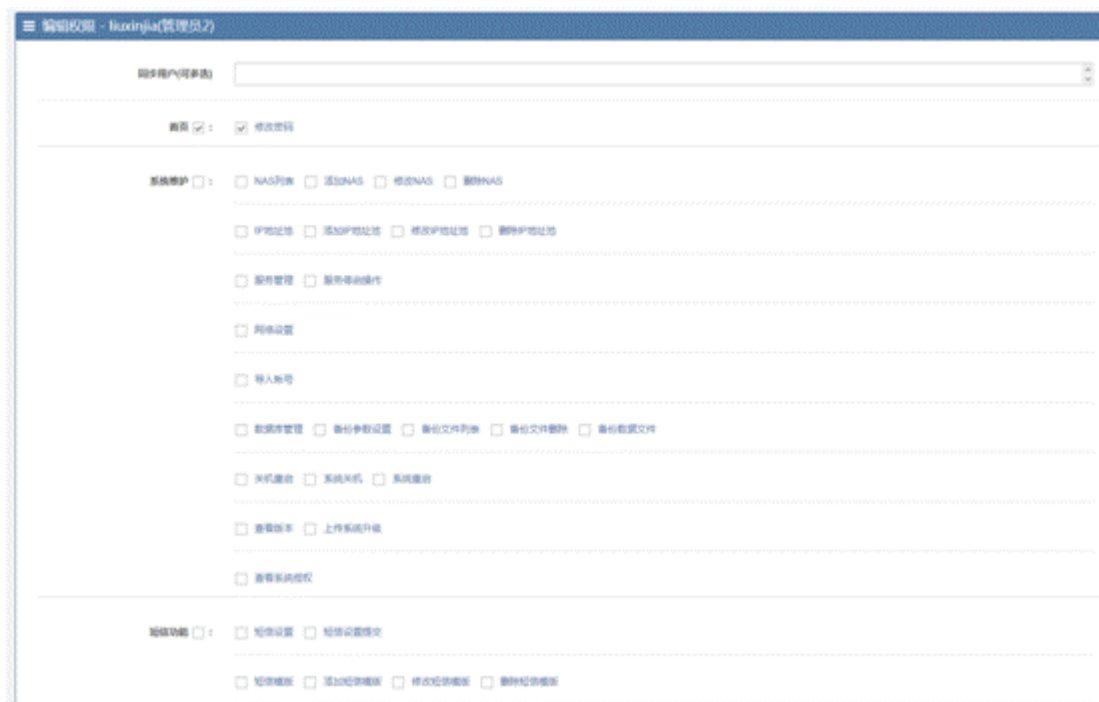 编辑权限 - liuxinjia(管理员2)
同步用户(可多选)
首页 : 修改密码
系统维护 : NAS列表 添加NAS 修改NAS 删除NAS
IP地址池 添加IP地址池 修改IP地址池 删除IP地址池
服务管理 服务停启操作
网络设置
导入账号
数据库管理 备份参数设置 备份文件列表 备份文件删除 备份数据文件
关机重启 系统关机 系统重启
查看版本 上传系统升级
查看系统授权
短信功能 : 短信设置 短信设置提交
短信模版 添加短信模版 修改短信模版 删除短信模版